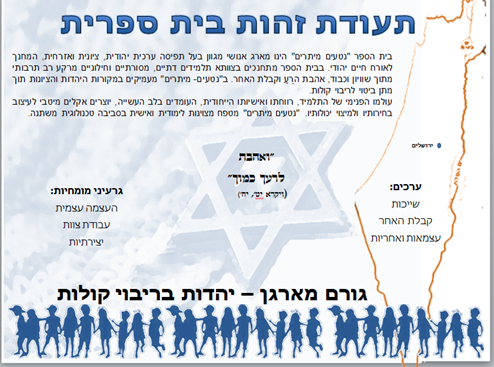 תעודת זהות בית ספרית
בית הספר "נטעים מיתרים" הינו מארג אנושי מגוון בעל תפיסה ערכית יהודית, ציונית ואזרחית, המחנך
לאורח חיים יהודי. בבית הספר מתחנכים בצוותא תלמידים דתיים, מסורתיים וחילוניים מרקע רב תרבותי
מתוך שוויון וכבוד, אהבת הרֵע וקבלת האחר. ב"נטעים- מיתרים" מעמיקים במקורות היהדות והציונות תוך
מתן ביטוי לריבוי קולות.
עולמו הפנימי של התלמיד, רווחתו ואישיותו הייחודית, העומדים בלב העשייה, יוצרים אקלים מיטבי לעיצוב
בחירותיו ולמיצוי יכולותיו. "נטעים מיתרים" מטפח מצוינות לימודית ואישית בסביבה טכנולוגית משתנה.
ירושלים
"ואהבת
לרעך כמוך"
(ויקרא יט', יח')
ערכים:
שייכות
קבלת האחר
עצמאות ואחריות
גרעיני מומחיות:
העצמה עצמית
עבודת צוות
יצירתיות
גורם מארגן – יהדות בריבוי קולות